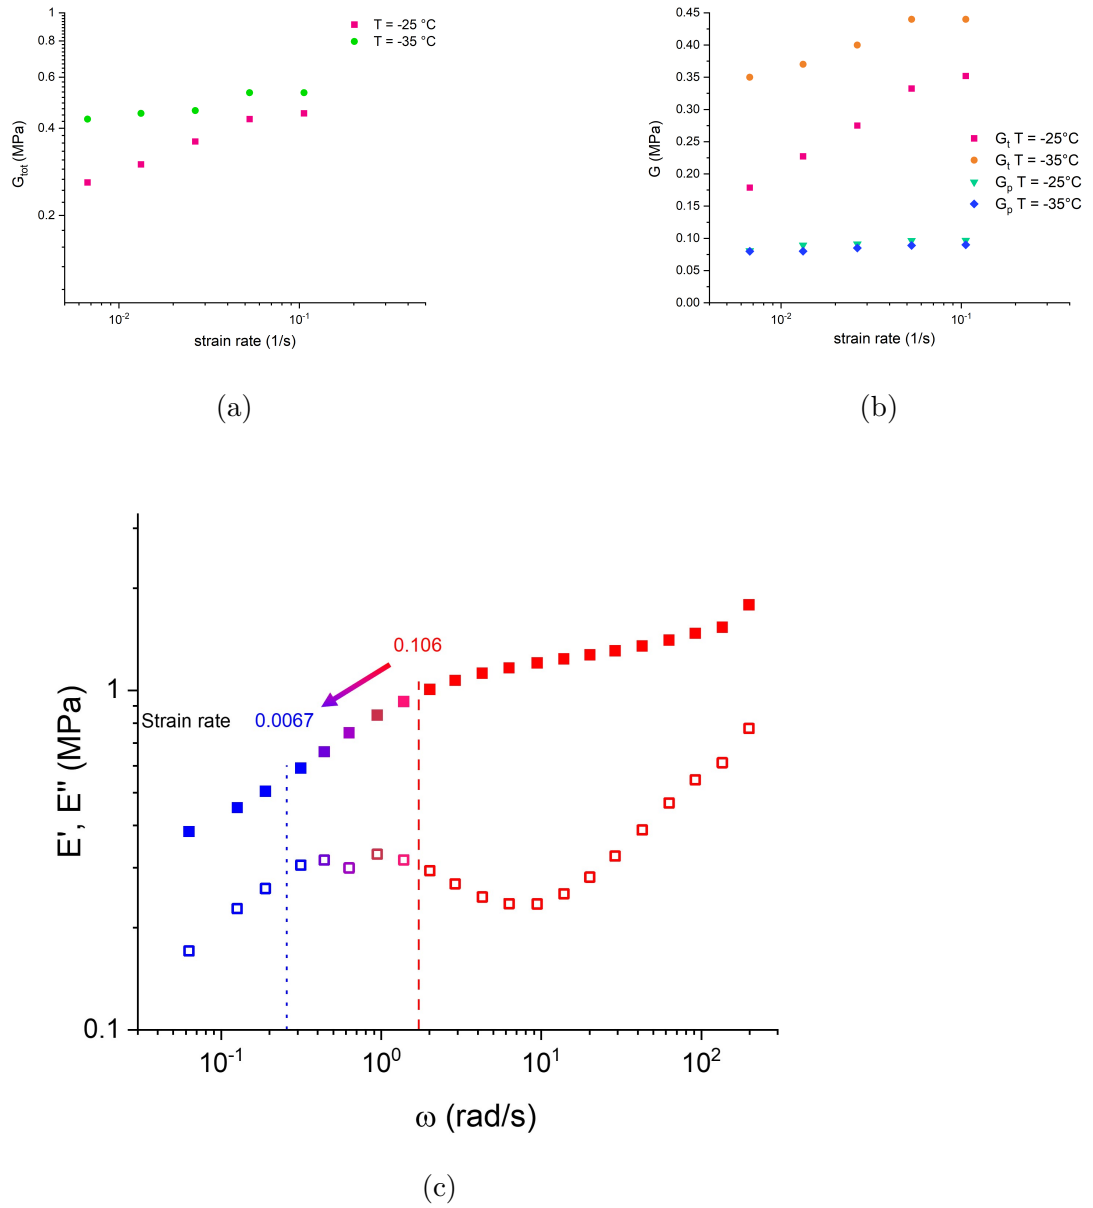 1
0.8
0.6
0.4
0.2
G_tot (MPa)
10^-2
10^-1
strain rate (1/s)
T = -25 °C
T = -35 °C
(a)
0.45
0.40
0.35
0.30
0.25
0.20
0.15
0.10
0.05
0.00
G (MPa)
10^-2
10^-1
strain rate (1/s)
G_t T = -25°C
G_t T = -35°C
G_p T = -25°C
G_p T = -35°C
(b)
1
0.1
E', E" (MPa)
0.106
Strain rate 0.0067
10^-1
10^0
10^1
10^2
ω (rad/s)
(c)